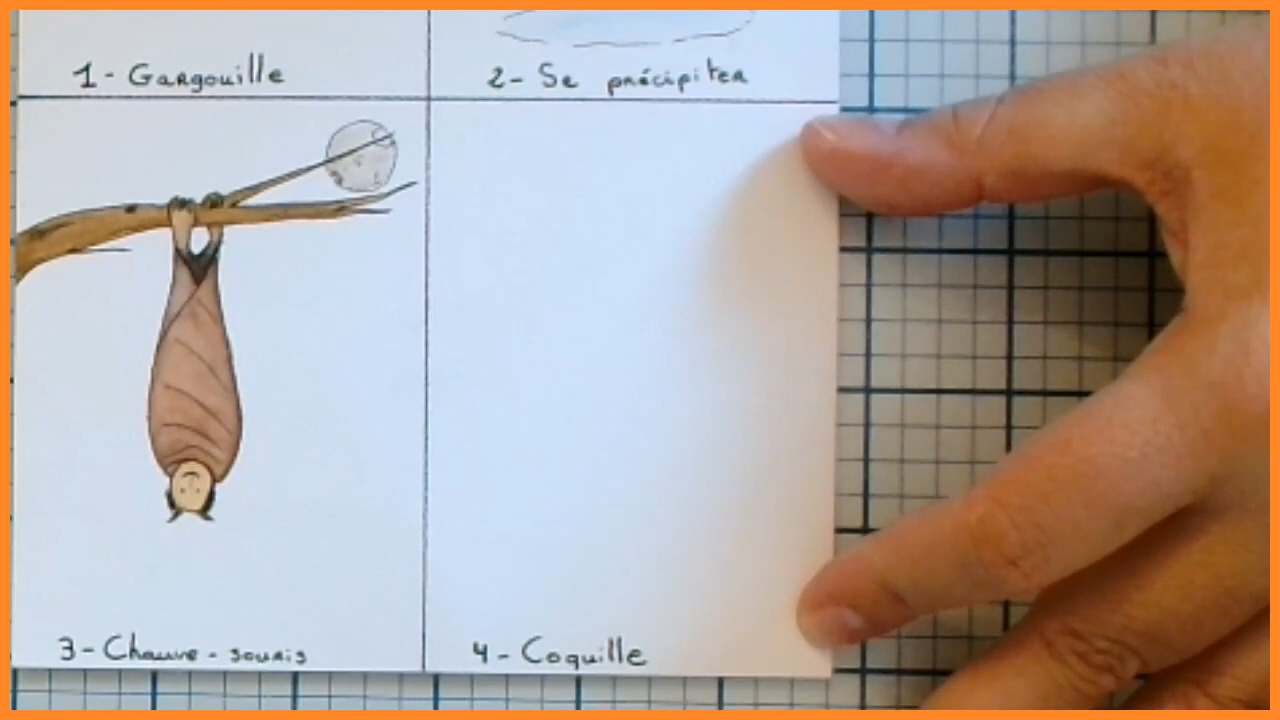 1- Gargouille
2- Se précipiter
3- Chauve-souris
4- Coquille